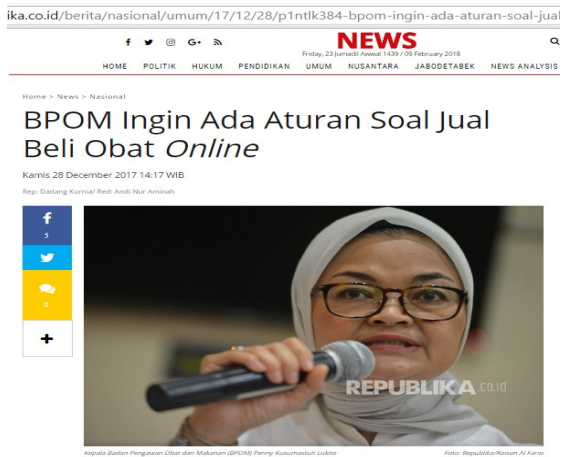 ika.co.id/berita/nasional/umum/17/12/28/p1ntlk384-bpom-ingin-ada-aturan-soal-jual
G+
NEWS
Friday, 23 Jumadil Awwal 1439 / 09 February 2018
HOME POLITIK HUKUM PENDIDIKAN UMUM NUSANTARA JABODETABEK NEWS ANALYSIS
Home > News > Nasional
BPOM Ingin Ada Aturan Soal Jual
Beli Obat Online
Kamis 28 December 2017 14:17 WIB
Rep: Dadang Kurnia/ Red: Andi Nur Aminah
f
5
REPUBLIKA.co.id
Kepala Badan Pengawan Obat dan Makanan (BPOM) Penny Kusumastuti Lukito Foto: Republika/Raisan Al Farisi